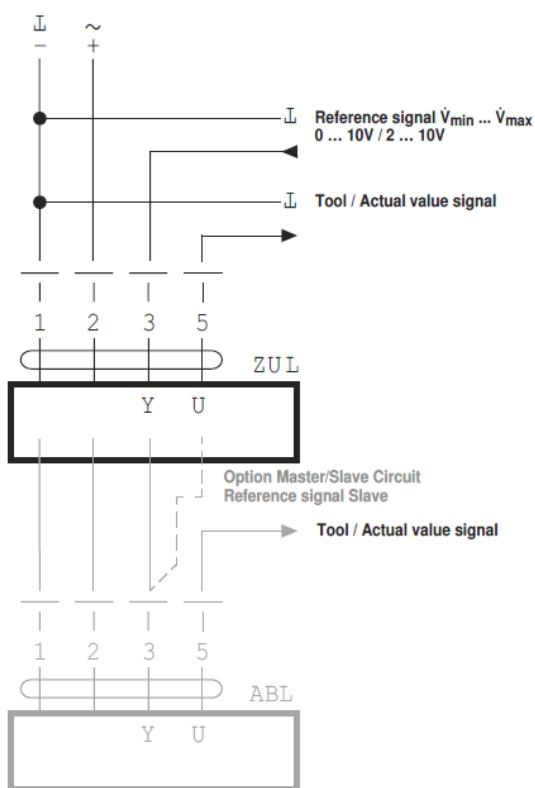 ⊥ ~
- +
⊥ Reference signal V̇min ... V̇max
0 ... 10V / 2 ... 10V
⊥ Tool / Actual value signal
1 2 3 5
ZUL
Y U
Option Master/Slave Circuit
Reference signal Slave
Tool / Actual value signal
1 2 3 5
ABL
Y U